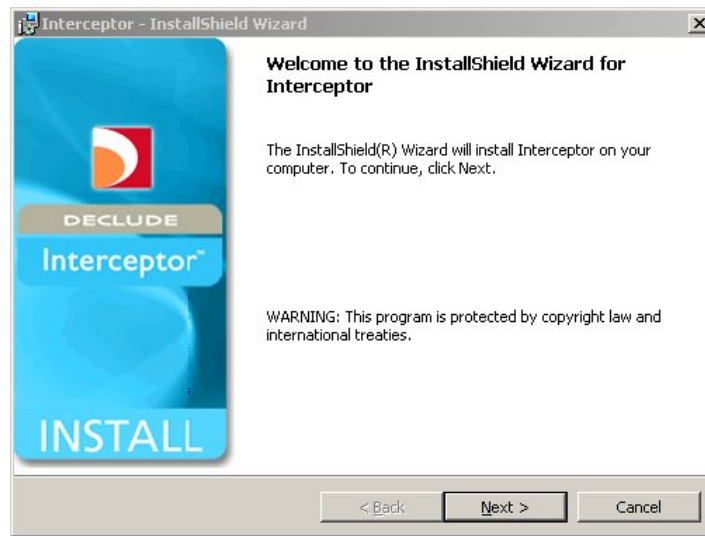 Interceptor - InstallShield Wizard
Welcome to the InstallShield Wizard for
Interceptor
The InstallShield(R) Wizard will install Interceptor on your
computer. To continue, click Next.
DECLUDE
Interceptor™
WARNING: This program is protected by copyright law and
international treaties.
INSTALL
< Back Next > Cancel